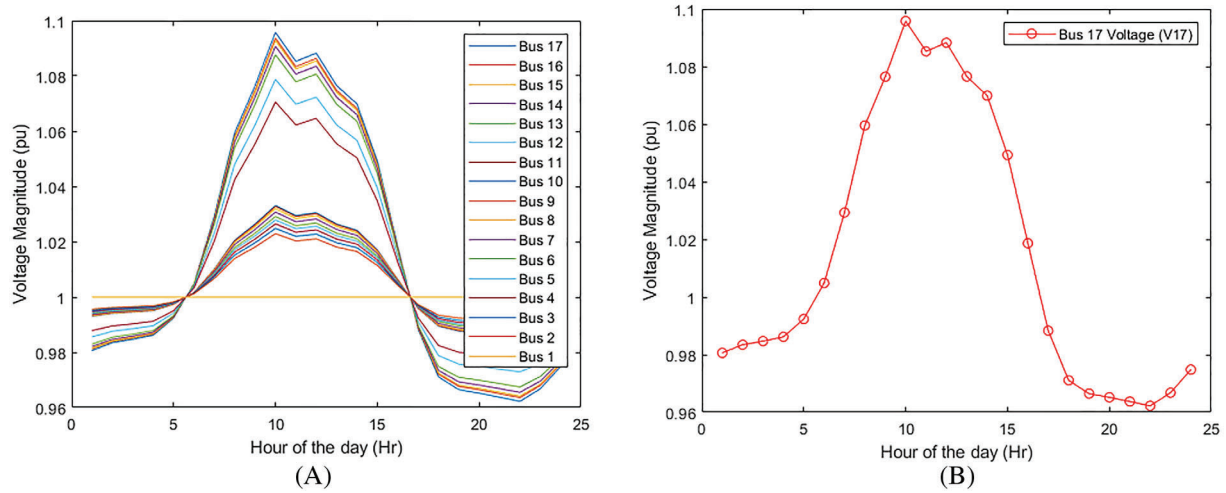 1.1
1.08
1.06
1.04
1.02
1
0.98
0.96
0
5
10
15
20
25
Voltage Magnitude (pu)
Hour of the day (Hr)
Bus 17
Bus 16
Bus 15
Bus 14
Bus 13
Bus 12
Bus 11
Bus 10
Bus 9
Bus 8
Bus 7
Bus 6
Bus 5
Bus 4
Bus 3
Bus 2
Bus 1
(A)
1.1
1.08
1.06
1.04
1.02
1
0.98
0.96
0
5
10
15
20
25
Voltage Magnitude (pu)
Hour of the day (Hr)
Bus 17 Voltage (V17)
(B)